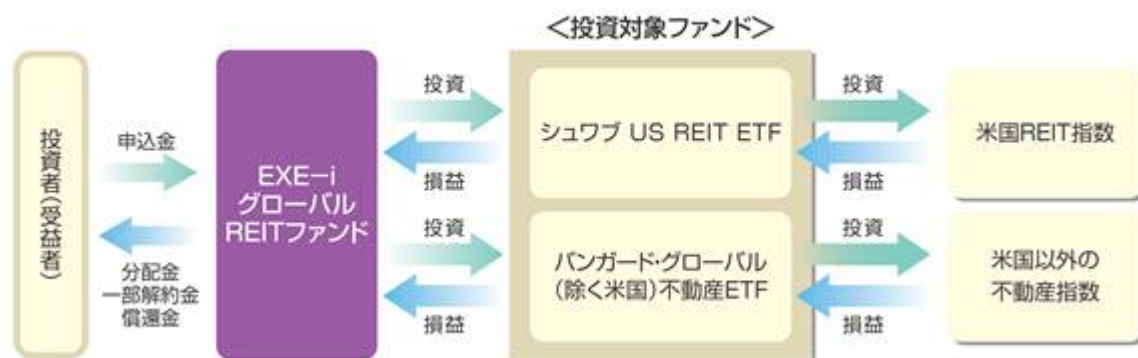 ＜投資対象ファンド＞
投資者（受益者）
申込金
分配金
一部解約金
償還金
EXE−i
グローバル
REITファンド
投資
損益
投資
損益
シュワブ US REIT ETF
バンガード・グローバル
（除く米国）不動産ETF
投資
損益
投資
損益
米国REIT指数
米国以外の
不動産指数